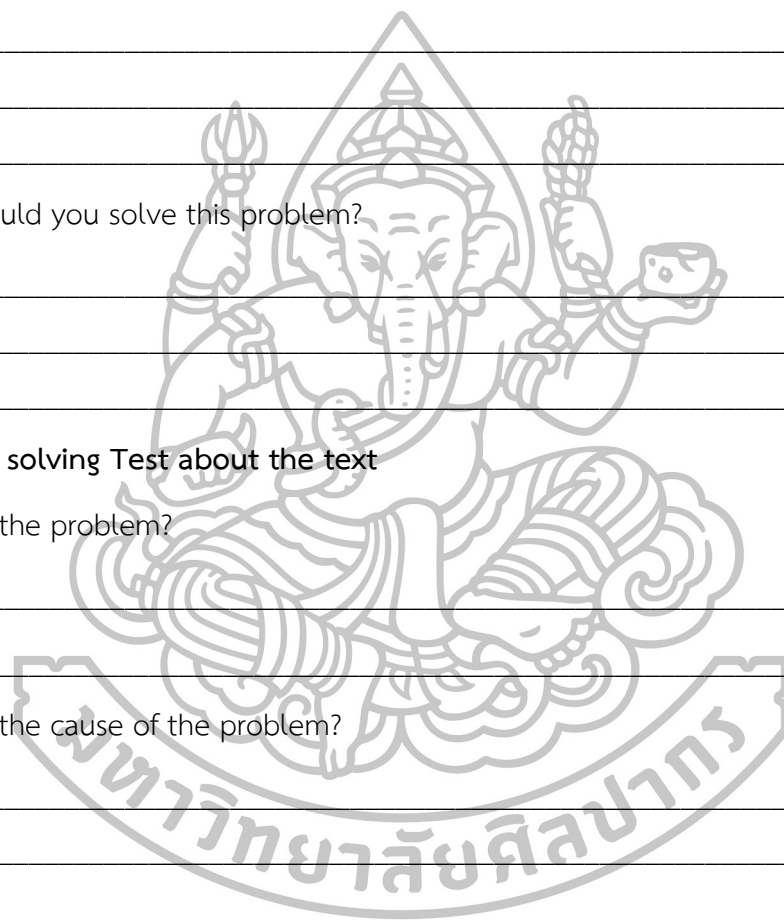 uld you solve this problem?
solving Test about the text
the problem?
the cause of the problem?
มหาวิทยาลัยศิลปากร